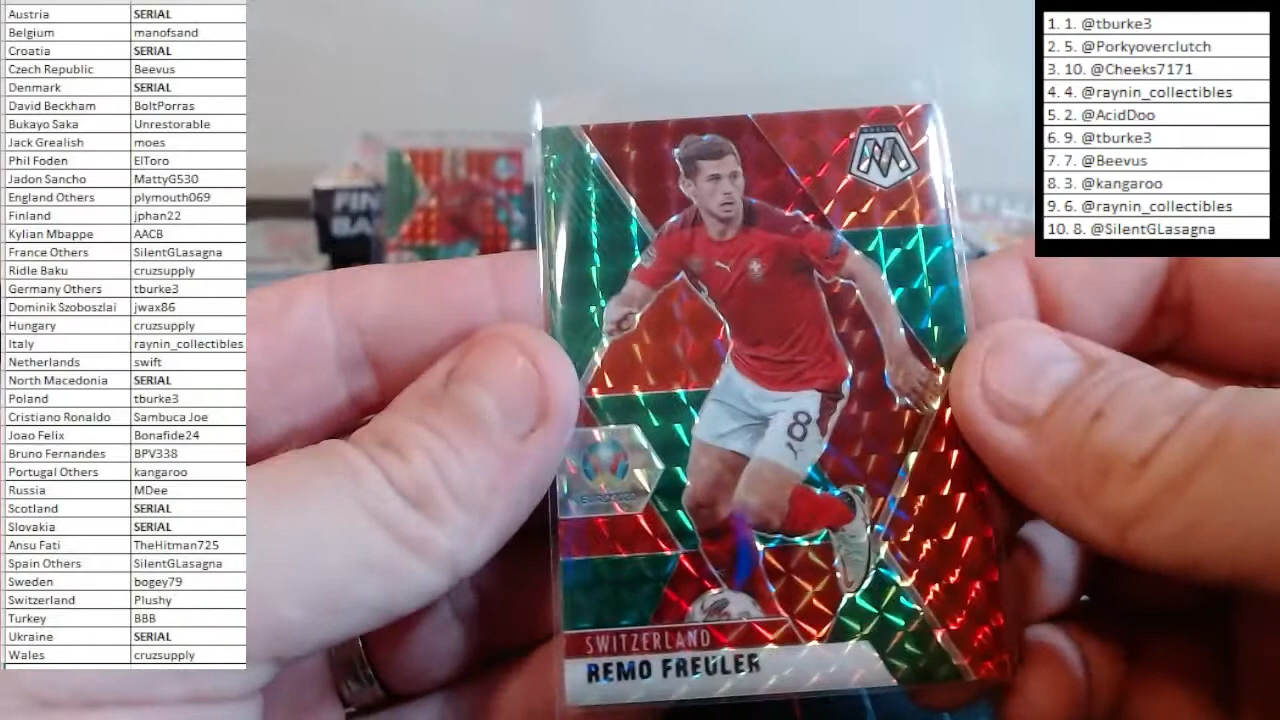 Austria SERIAL
Belgium manofsand
Croatia SERIAL
Czech Republic Beevus
Denmark SERIAL
David Beckham BoltPorras
Bukayo Saka Unrestorable
Jack Grealish moes
Phil Foden ElToro
Jadon Sancho MattyG530
England Others plymouth069
Finland jphan22
Kylian Mbappe AACB
France Others SilentGLasagna
Ridle Baku cruzsupply
Germany Others tburke3
Dominik Szoboszlai jwax86
Hungary cruzsupply
Italy raynin_collectibles
Netherlands swift
North Macedonia SERIAL
Poland tburke3
Cristiano Ronaldo Sambuca Joe
Joao Felix Bonafide24
Bruno Fernandes BPV338
Portugal Others kangaroo
Russia MDee
Scotland SERIAL
Slovakia SERIAL
Ansu Fati TheHitman725
Spain Others SilentGLasagna
Sweden bogey79
Switzerland Plushy
Turkey BBB
Ukraine SERIAL
Wales cruzsupply
1. 1. @tburke3
2. 5. @Porkyoverclutch
3. 10. @Cheeks7171
4. 4. @raynin_collectibles
5. 2. @AcidDoo
6. 9. @tburke3
7. 7. @Beevus
8. 3. @kangaroo
9. 6. @raynin_collectibles
10. 8. @SilentGLasagna
8
EURO2020
SWITZERLAND
REMO FREULER